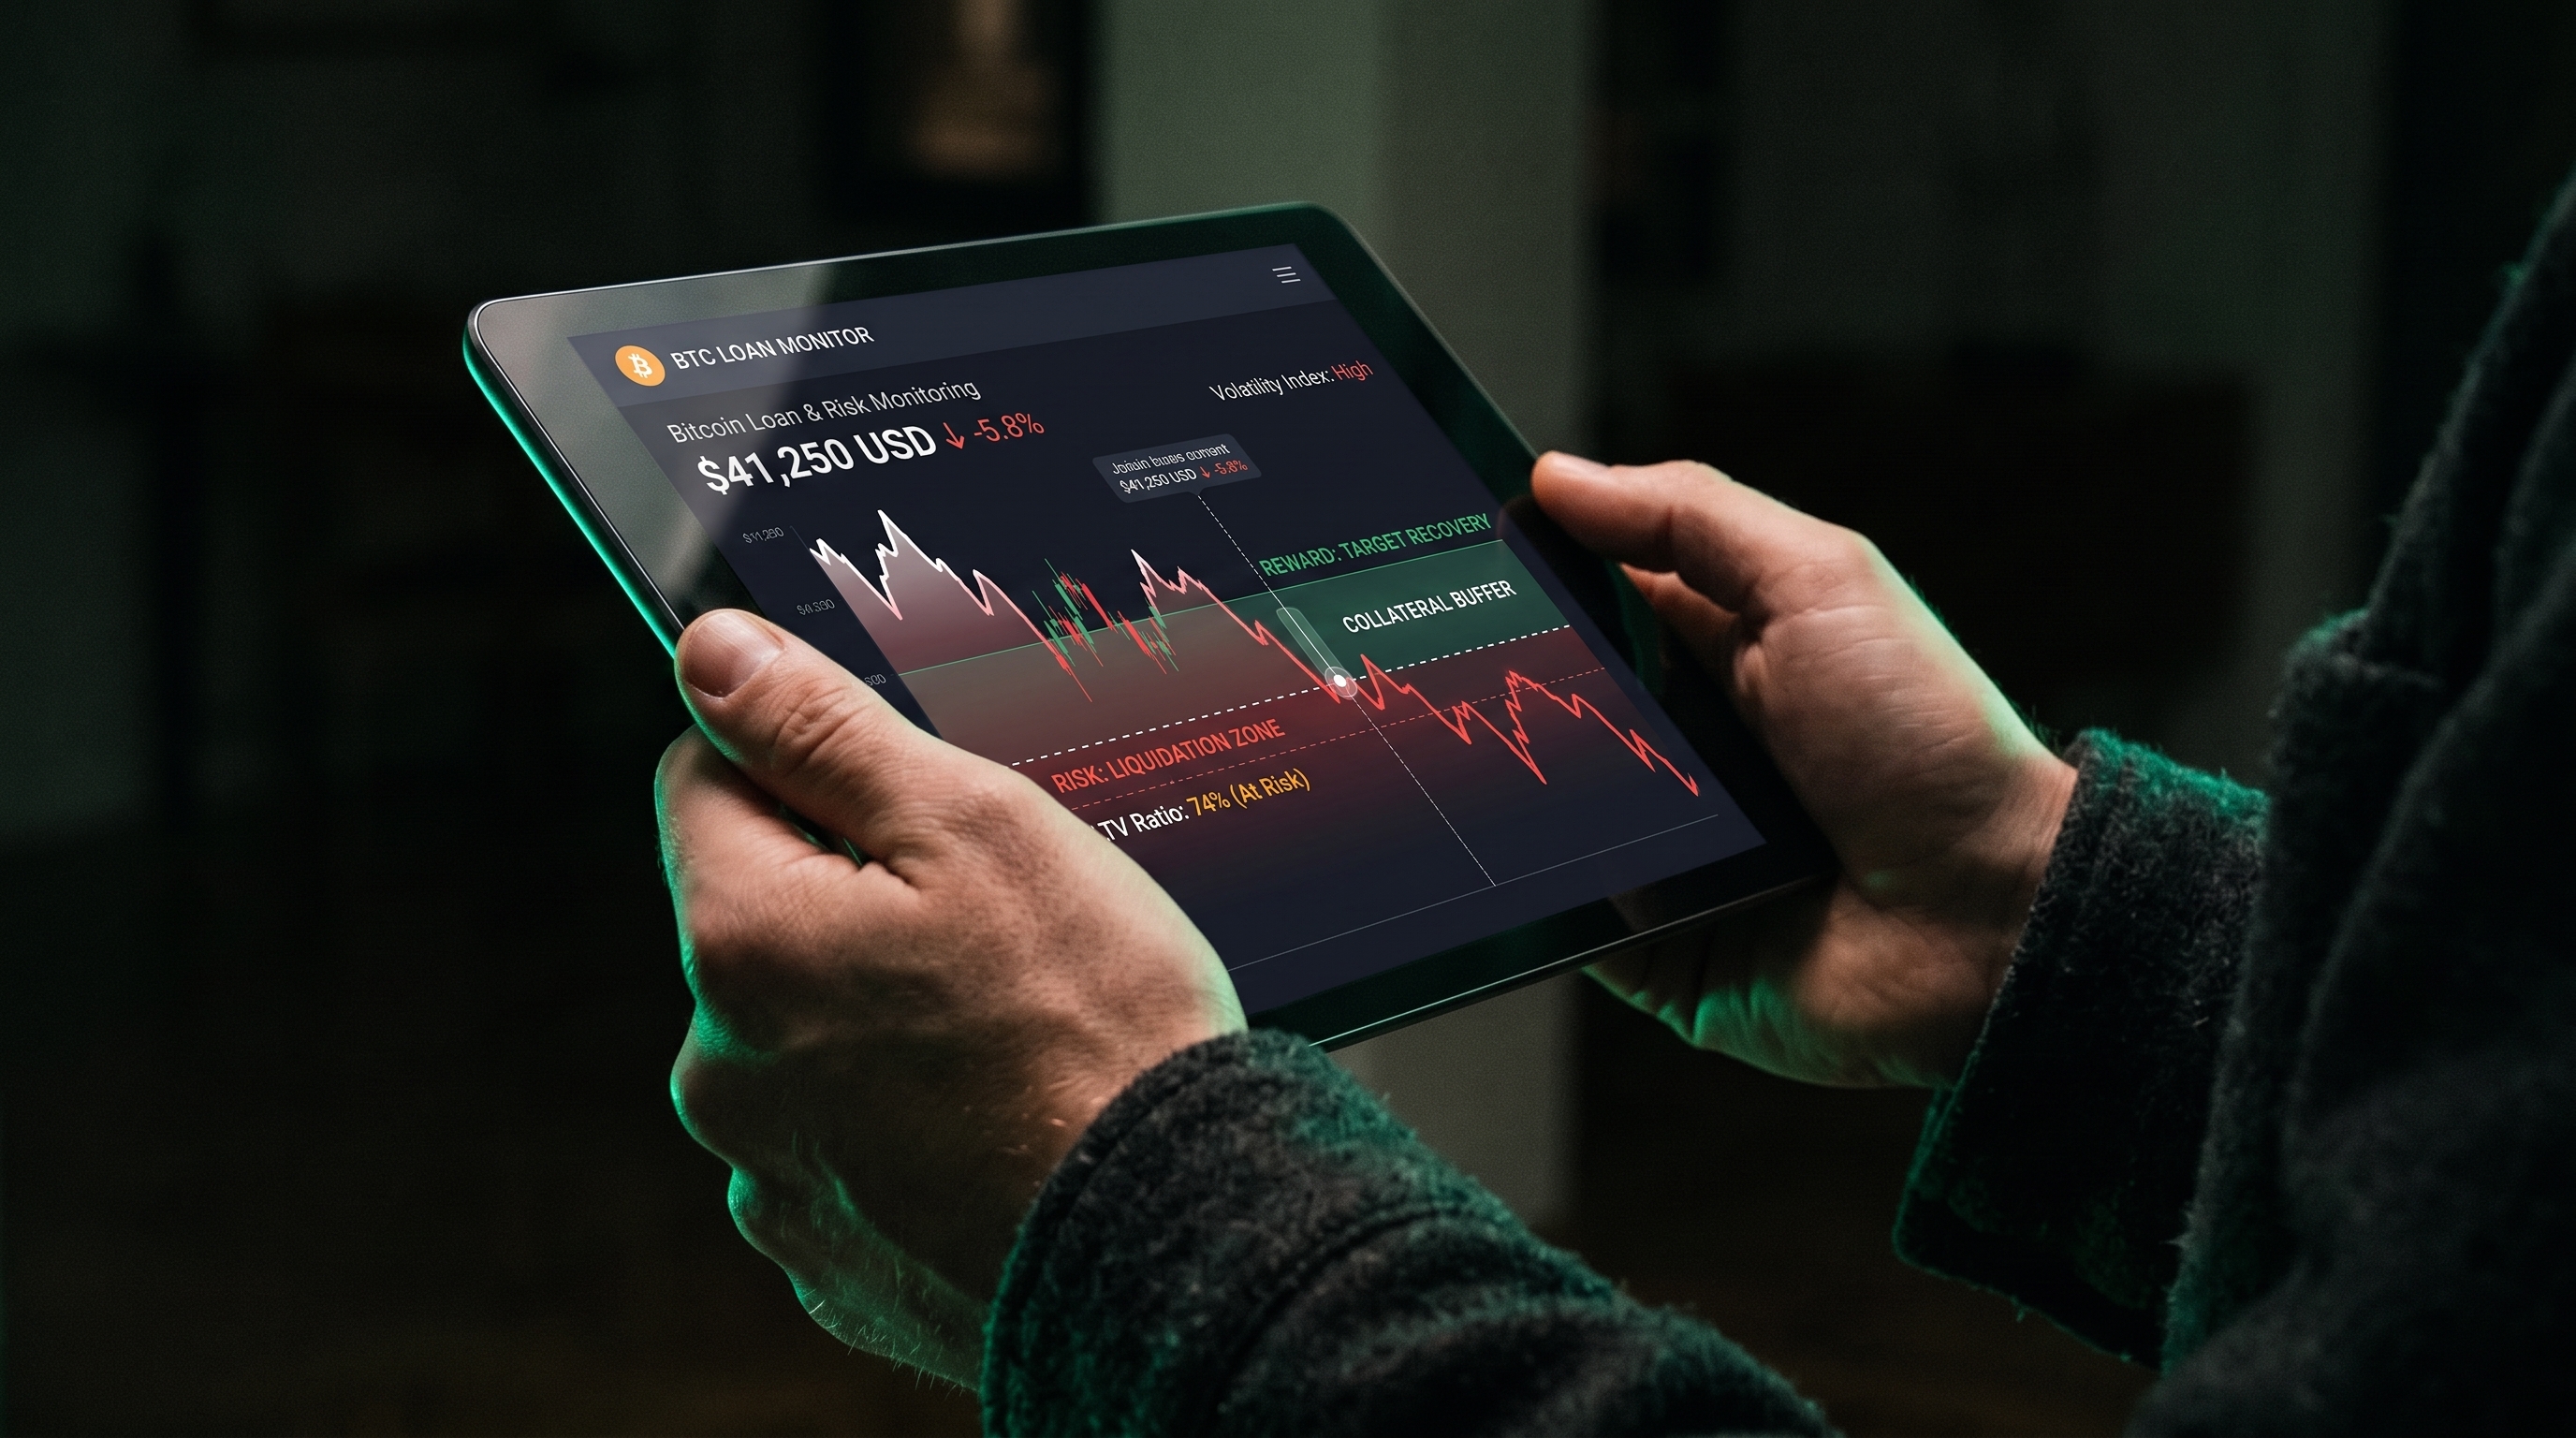 BTC LOAN MONITOR
Bitcoin Loan & Risk Monitoring
$41,250 USD ↓ -5.8%
Volatility Index: High
$41,250 USD ↓ -5.8%
REWARD: TARGET RECOVERY
COLLATERAL BUFFER
RISK: LIQUIDATION ZONE
TV Ratio: 74% (At Risk)